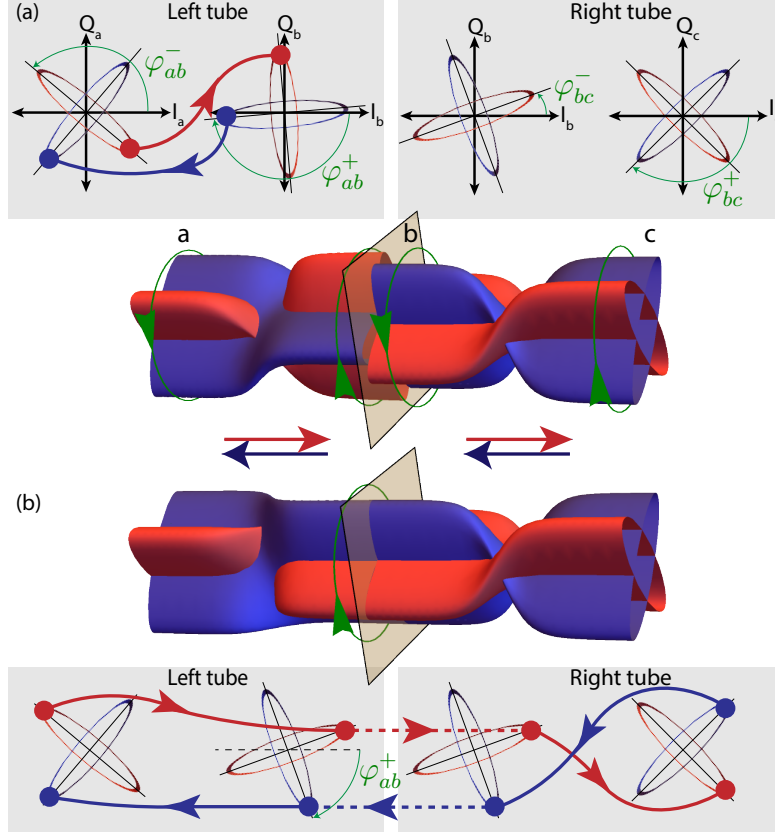 (a) Left tube Right tube
Q_a Q_b Q_b Q_c
φ_ab^- φ_bc^-
I_a I_b I_b I
φ_ab^+ φ_bc^+
a b c
(b)
Left tube Right tube
φ_ab^+